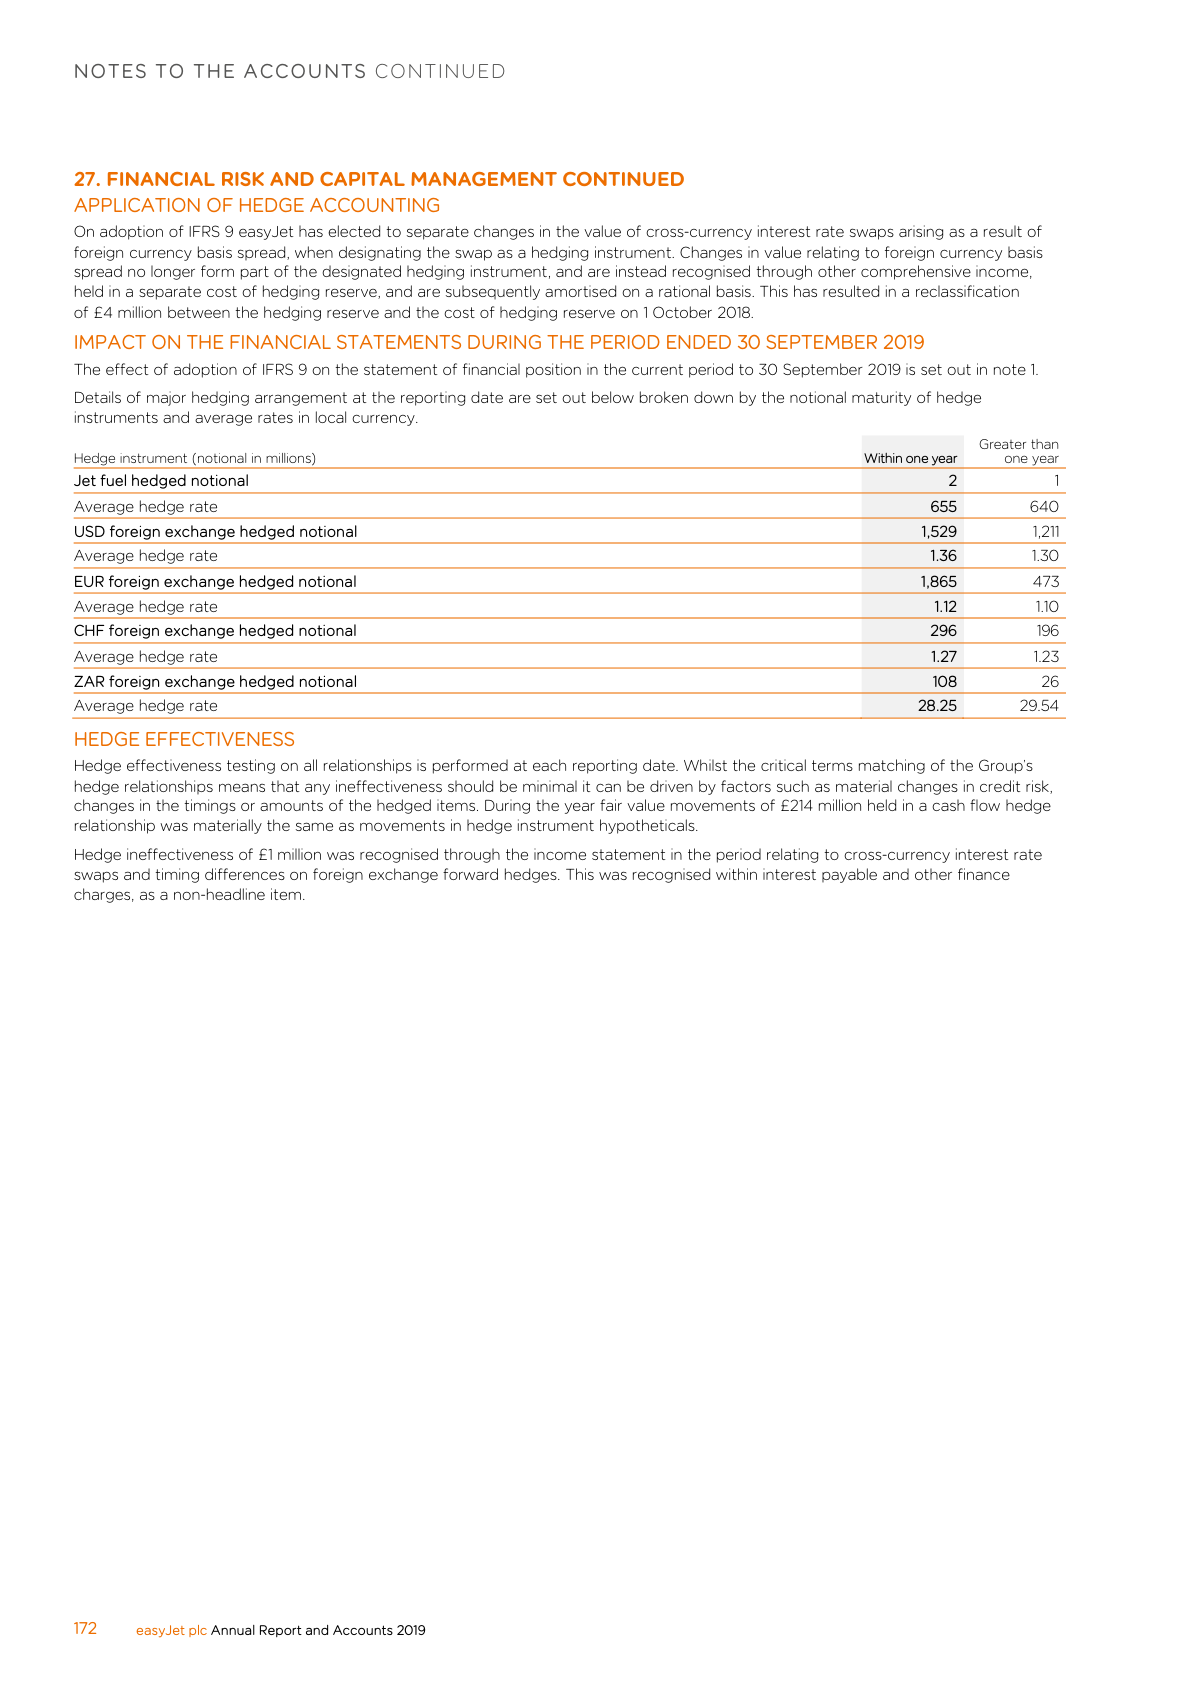 NOTES TO THE ACCOUNTS CONTINUED
27. FINANCIAL RISK AND CAPITAL MANAGEMENT CONTINUED
APPLICATION OF HEDGE ACCOUNTING
On adoption of IFRS 9 easyJet has elected to separate changes in the value of cross-currency interest rate swaps arising as a result of
foreign currency basis spread, when designating the swap as a hedging instrument. Changes in value relating to foreign currency basis
spread no longer form part of the designated hedging instrument, and are instead recognised through other comprehensive income,
held in a separate cost of hedging reserve, and are subsequently amortised on a rational basis. This has resulted in a reclassification
of £4 million between the hedging reserve and the cost of hedging reserve on 1 October 2018.
IMPACT ON THE FINANCIAL STATEMENTS DURING THE PERIOD ENDED 30 SEPTEMBER 2019
The effect of adoption of IFRS 9 on the statement of financial position in the current period to 30 September 2019 is set out in note 1.
Details of major hedging arrangement at the reporting date are set out below broken down by the notional maturity of hedge
instruments and average rates in local currency.
Hedge instrument (notional in millions) Within one year Greater than one year
Jet fuel hedged notional 2 1
Average hedge rate 655 640
USD foreign exchange hedged notional 1,529 1,211
Average hedge rate 1.36 1.30
EUR foreign exchange hedged notional 1,865 473
Average hedge rate 1.12 1.10
CHF foreign exchange hedged notional 296 196
Average hedge rate 1.27 1.23
ZAR foreign exchange hedged notional 108 26
Average hedge rate 28.25 29.54
HEDGE EFFECTIVENESS
Hedge effectiveness testing on all relationships is performed at each reporting date. Whilst the critical terms matching of the Group's
hedge relationships means that any ineffectiveness should be minimal it can be driven by factors such as material changes in credit risk,
changes in the timings or amounts of the hedged items. During the year fair value movements of £214 million held in a cash flow hedge
relationship was materially the same as movements in hedge instrument hypotheticals.
Hedge ineffectiveness of £1 million was recognised through the income statement in the period relating to cross-currency interest rate
swaps and timing differences on foreign exchange forward hedges. This was recognised within interest payable and other finance
charges, as a non-headline item.
172 easyJet plc Annual Report and Accounts 2019